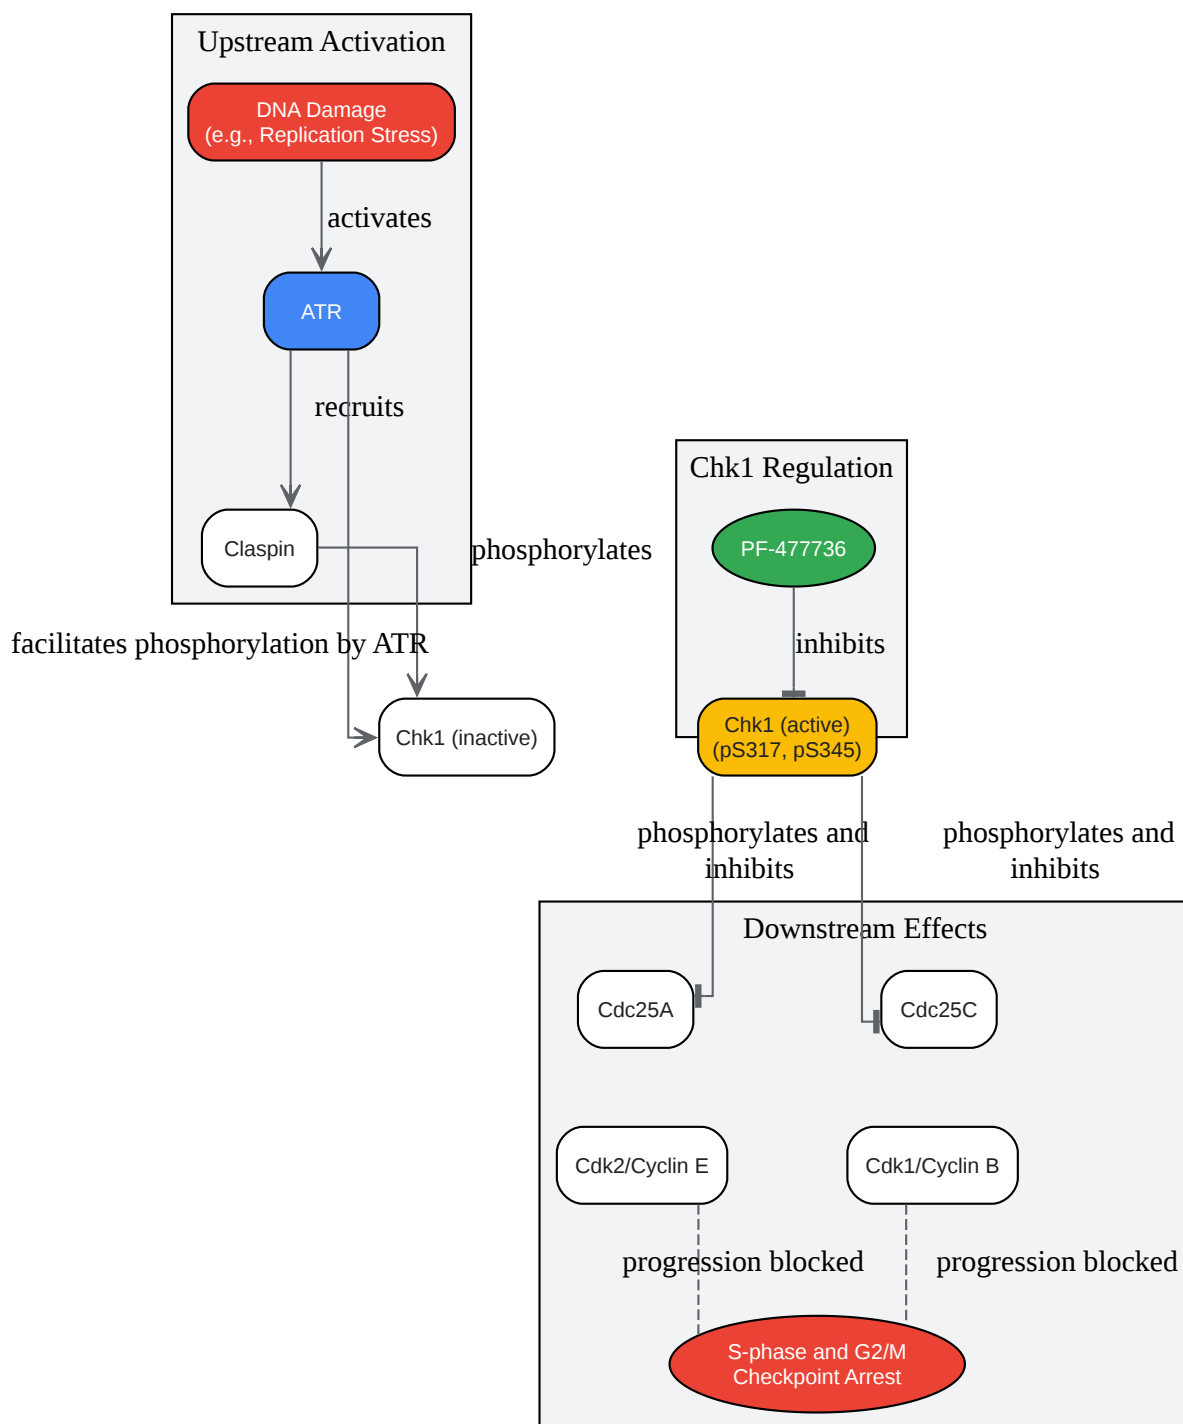 Upstream Activation
DNA Damage
(e.g., Replication Stress)
activates
ATR
recruits
Chk1 Regulation
Claspin
phosphorylates
PF-477736
facilitates phosphorylation by ATR
inhibits
Chk1 (inactive)
Chk1 (active)
(pS317, pS345)
phosphorylates and
inhibits
phosphorylates and
inhibits
Downstream Effects
Cdc25A
Cdc25C
Cdk2/Cyclin E
Cdk1/Cyclin B
progression blocked
progression blocked
S-phase and G2/M
Checkpoint Arrest